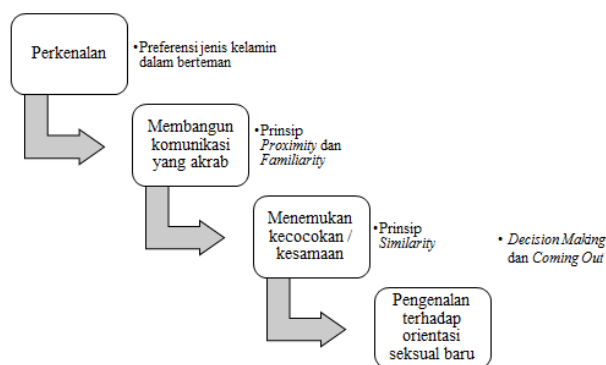 Perkenalan
•Preferensi jenis kelamin
dalam berteman
Membangun
komunikasi
yang akrab
•Prinsip
Proximity dan
Familiarity
Menemukan
kecocokan /
kesamaan
•Prinsip
Similarity
• Decision Making
dan Coming Out
Pengenalan
terhadap
orientasi
seksual baru